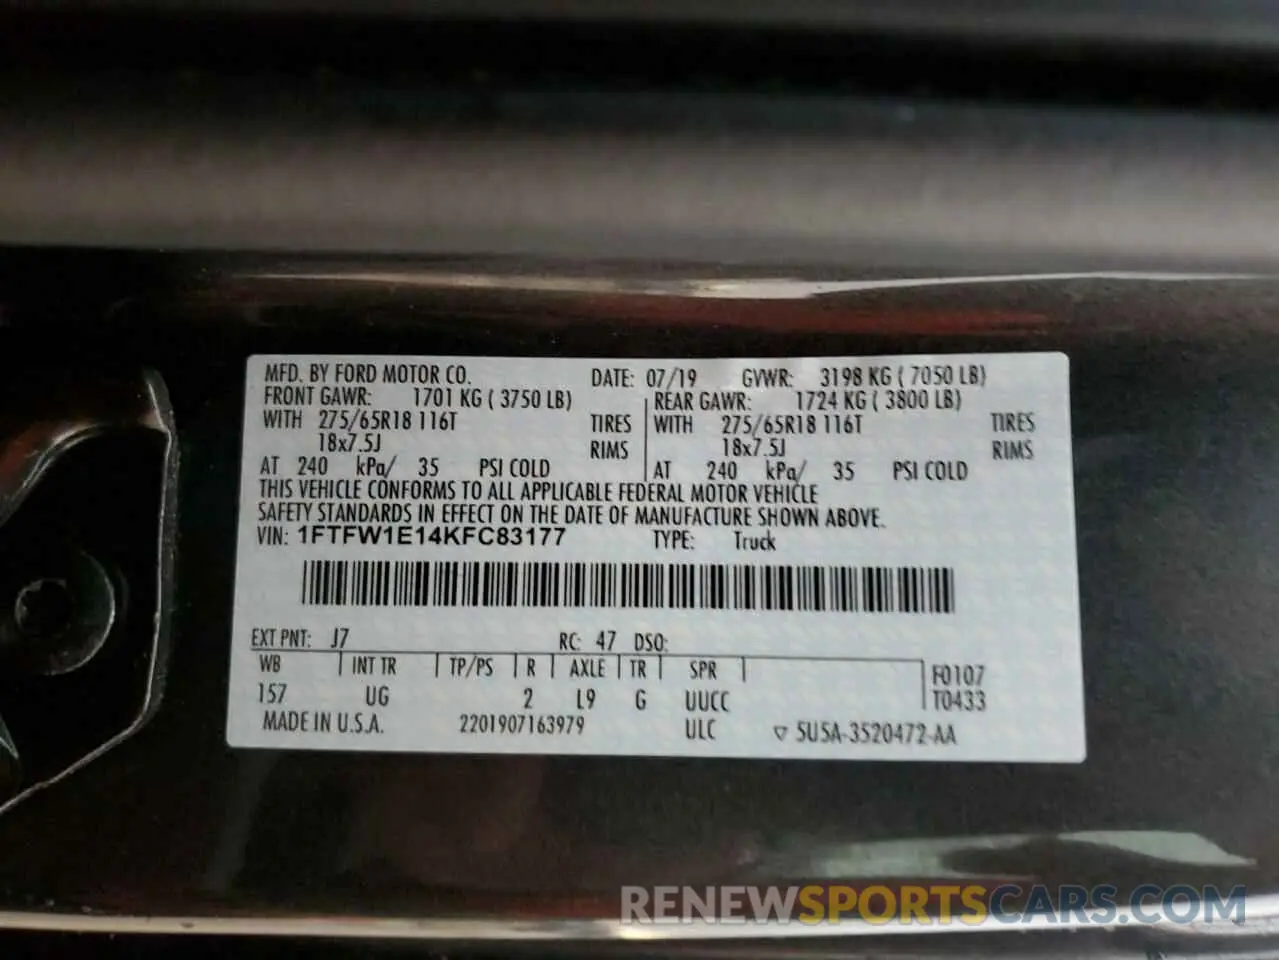 MFD. BY FORD MOTOR CO. DATE: 07/19 GVWR: 3198 KG ( 7050 LB)
FRONT GAWR: 1701 KG ( 3750 LB) REAR GAWR: 1724 KG ( 3800 LB)
WITH 275/65R18 116T TIRES WITH 275/65R18 116T TIRES
18x7.5J RIMS 18x7.5J RIMS
AT 240 kPa/ 35 PSI COLD AT 240 kPa/ 35 PSI COLD
THIS VEHICLE CONFORMS TO ALL APPLICABLE FEDERAL MOTOR VEHICLE
SAFETY STANDARDS IN EFFECT ON THE DATE OF MANUFACTURE SHOWN ABOVE.
VIN: 1FTFW1E14KFC83177 TYPE: Truck
EXT PNT: J7 RC: 47 DSO:
WB INT TR TP/PS R AXLE TR SPR F0107
157 UG 2 L9 G UUCC T0433
MADE IN U.S.A. 2201907163979 ULC ▽ 5U5A-3520472-AA
RENEWSPORTSCARS.COM